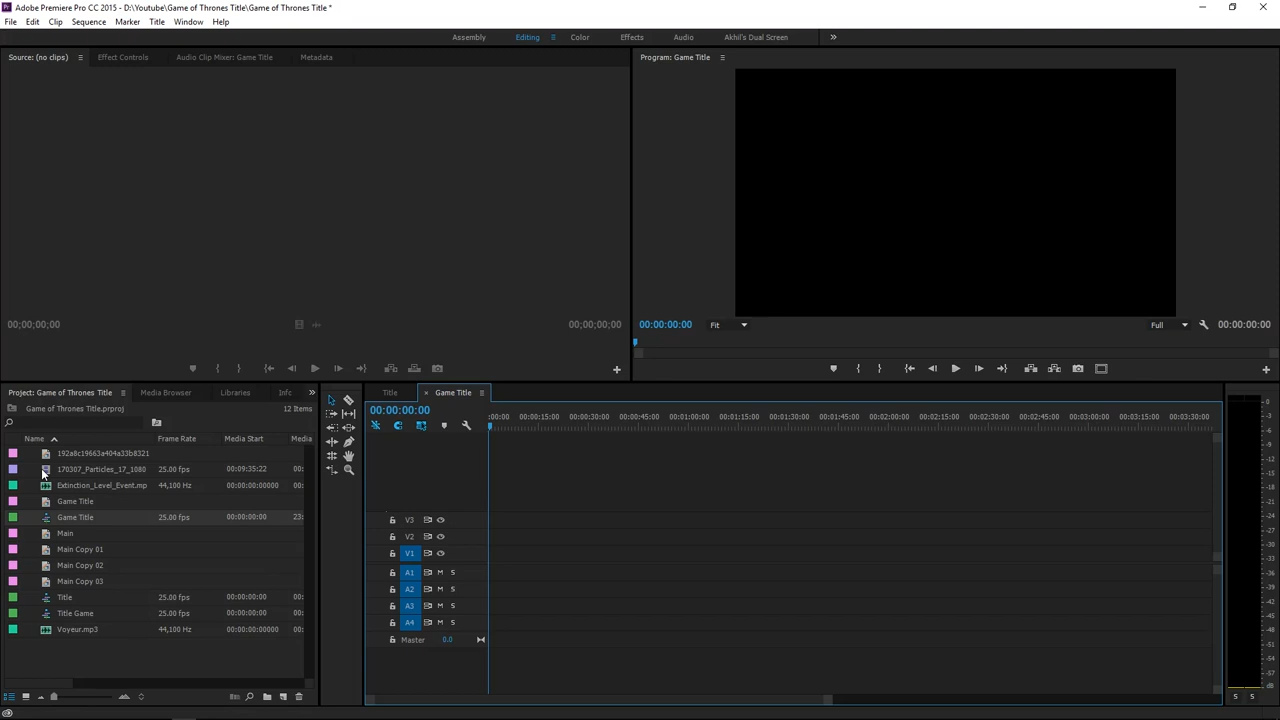 Adobe Premiere Pro CC 2015 - D:\Youtube\Game of Thrones Title\Game of Thrones Title *
File Edit Clip Sequence Marker Title Window Help
Assembly Editing Color Effects Audio Akhil's Dual Screen
Source: (no clips) Effect Controls Audio Clip Mixer: Game Title Metadata
Program: Game Title
00;00;00;00 00;00;00;00
00:00:00:00 Fit Full 00:00:00:00
Project: Game of Thrones Title Media Browser Libraries Info
Game of Thrones Title.prproj 12 Items
Name Frame Rate Media Start Media
192a8c19663a404a33b8321
170307_Particles_17_1080 25.00 fps 00:09:35:22 00:
Extinction_Level_Event.mp 44,100 Hz 00:00:00:00000 00:
Game Title
Game Title 25.00 fps 00:00:00:00 23:
Main
Main Copy 01
Main Copy 02
Main Copy 03
Title 25.00 fps 00:00:00:00 00:
Title Game 25.00 fps 00:00:00:00 00:
Voyeur.mp3 44,100 Hz 00:00:00:00000 00:
Title × Game Title
00:00:00:00
:00:00 00:00:15:00 00:00:30:00 00:00:45:00 00:01:00:00 00:01:15:00 00:01:30:00 00:01:45:00 00:02:00:00 00:02:15:00 00:02:30:00 00:02:45:00 00:03:00:00 00:03:15:00 00:03:30:00
V3
V2
V1
A1 M S
A2 M S
A3 M S
A4 M S
Master 0.0
0
-6
-12
-18
-24
-30
-36
-42
-48
-54
dB
S S